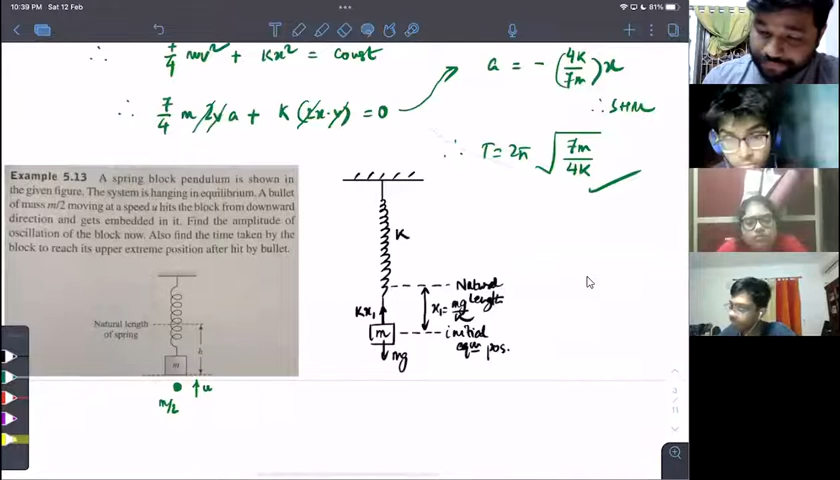 10:39 PM Sat 12 Feb
81%
∴ 7/4 mv² + Kx² = Const
∴ 7/4 m 2v a + K (2x·v) = 0
a = - (4K/7m) x
∴ SHM
∴ T = 2π √(7m/4K)
Example 5.13 A spring block pendulum is shown in
the given figure. The system is hanging in equilibrium. A bullet
of mass m/2 moving at a speed u hits the block from downward
direction and gets embedded in it. Find the amplitude of
oscillation of the block now. Also find the time taken by the
block to reach its upper extreme position after hit by bullet.
Natural length
of spring
h
m
u
m/2
K
Natural
length
x₁ = mg/K
Kx₁
m
initial
eqm pos.
mg
3
/
11